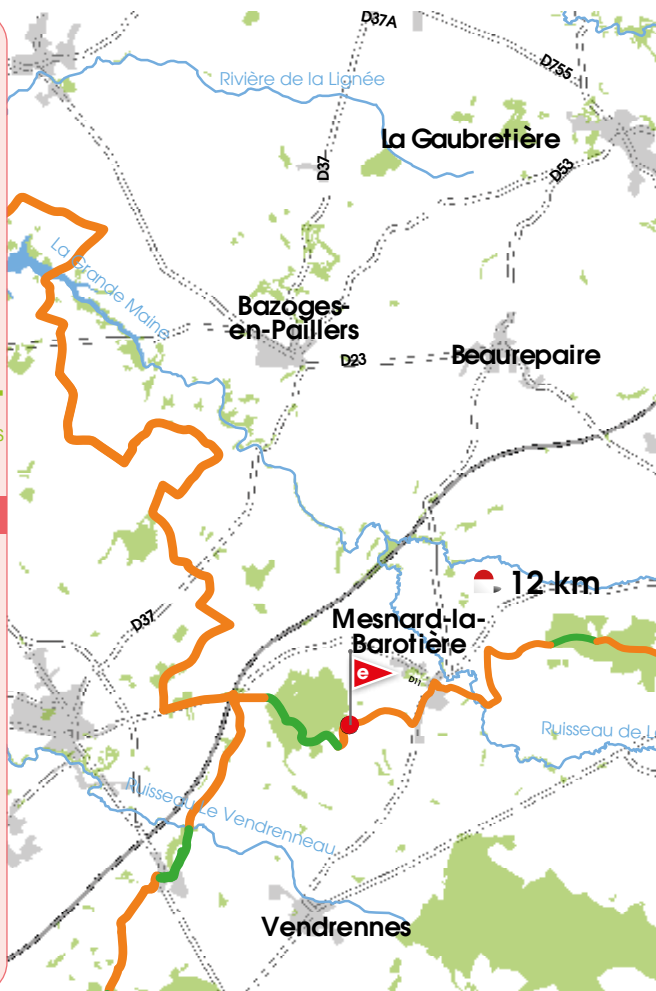 D37A
D755
Rivière de la Lignée
La Gaubretière
D37
D53
La Grande Maine
Bazoges-
en-Paillers
D23
Beaurepaire
12 km
Mesnard-la-
Barotière
D37
e
D11
Ruisseau de L
Ruisseau Le Vendrenneau
Vendrennes